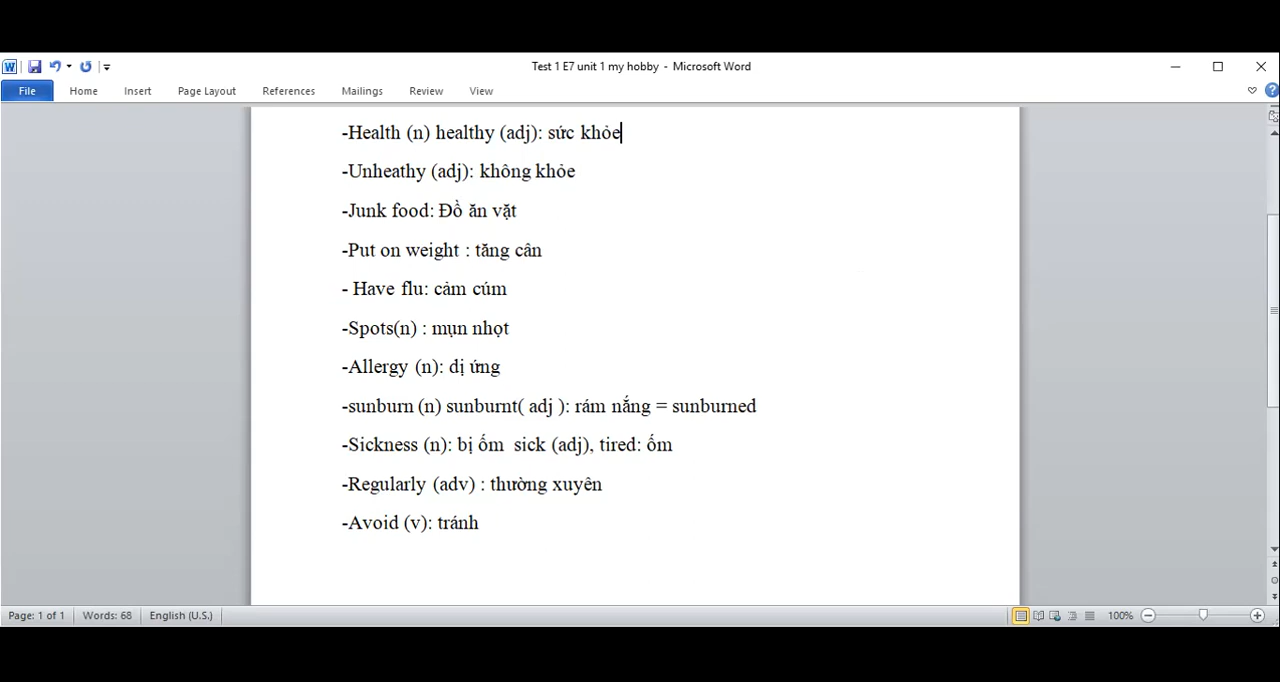 Test 1 E7 unit 1 my hobby - Microsoft Word
File Home Insert Page Layout References Mailings Review View
-Health (n) healthy (adj): sức khỏe
-Unheathy (adj): không khỏe
-Junk food: Đồ ăn vặt
-Put on weight : tăng cân
- Have flu: cảm cúm
-Spots(n) : mụn nhọt
-Allergy (n): dị ứng
-sunburn (n) sunburnt( adj ): rám nắng = sunburned
-Sickness (n): bị ốm  sick (adj), tired: ốm
-Regularly (adv) : thường xuyên
-Avoid (v): tránh
Page: 1 of 1 Words: 68 English (U.S.) 100%